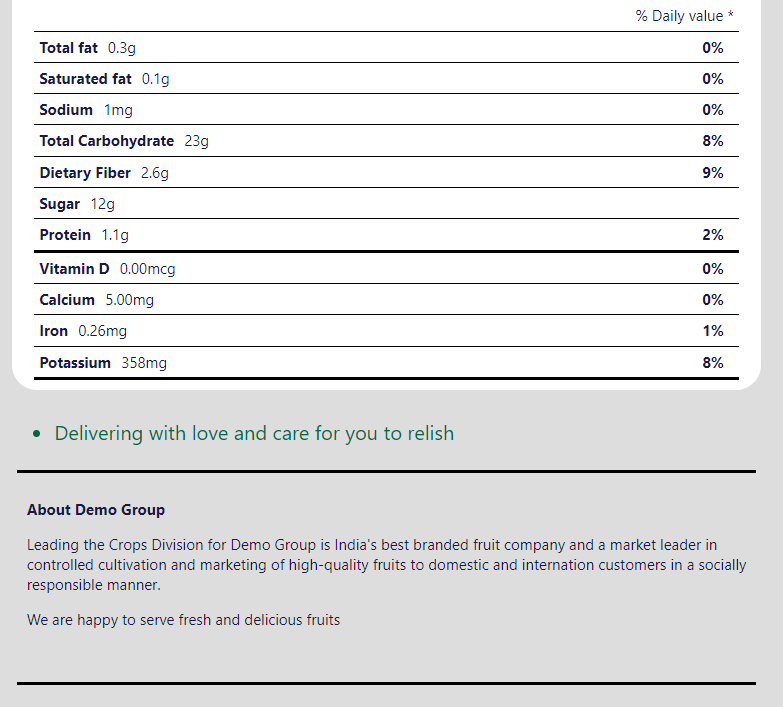 % Daily value *
Total fat 0.3g 0%
Saturated fat 0.1g 0%
Sodium 1mg 0%
Total Carbohydrate 23g 8%
Dietary Fiber 2.6g 9%
Sugar 12g
Protein 1.1g 2%
Vitamin D 0.00mcg 0%
Calcium 5.00mg 0%
Iron 0.26mg 1%
Potassium 358mg 8%
• Delivering with love and care for you to relish
About Demo Group
Leading the Crops Division for Demo Group is India's best branded fruit company and a market leader in
controlled cultivation and marketing of high-quality fruits to domestic and internation customers in a socially
responsible manner.
We are happy to serve fresh and delicious fruits